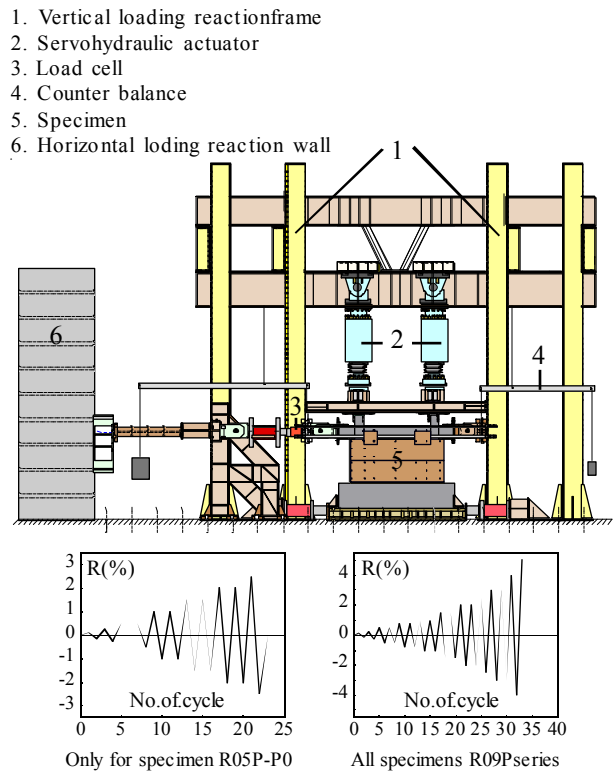 1. Vertical loading reactionframe
2. Servohydraulic actuator
3. Load cell
4. Counter balance
5. Specimen
6. Horizontal loding reaction wall
1
6
2
4
3
5
R(%)
3
2
1
0
-1
-2
-3
No.of.cycle
0 5 10 15 20 25
Only for specimen R05P-P0
R(%)
4
2
0
-2
-4
No.of.cycle
0 5 10 15 20 25 30 35 40
All specimens R09Pseries